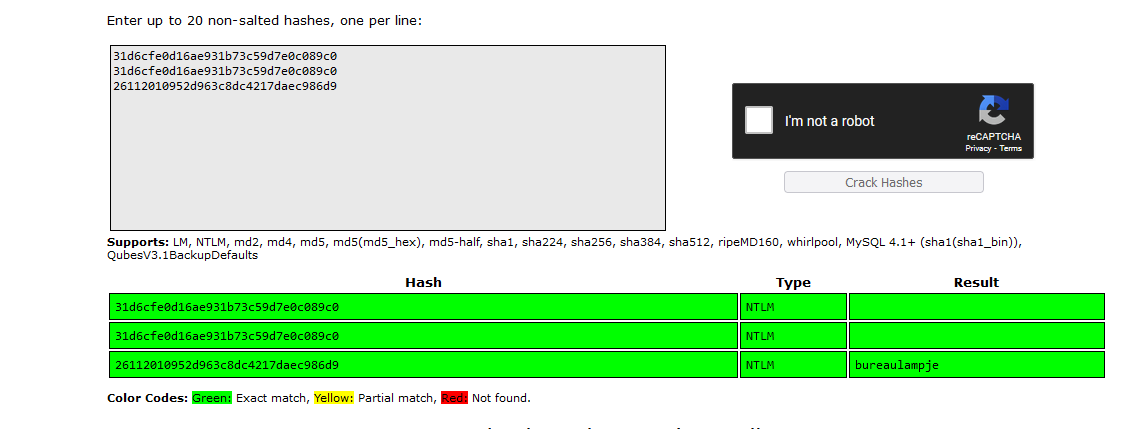 Enter up to 20 non-salted hashes, one per line:
31d6cfe0d16ae931b73c59d7e0c089c0
31d6cfe0d16ae931b73c59d7e0c089c0
26112010952d963c8dc4217daec986d9
I'm not a robot
reCAPTCHA
Privacy - Terms
Crack Hashes
Supports: LM, NTLM, md2, md4, md5, md5(md5_hex), md5-half, sha1, sha224, sha256, sha384, sha512, ripeMD160, whirlpool, MySQL 4.1+ (sha1(sha1_bin)),
QubesV3.1BackupDefaults
Hash Type Result
31d6cfe0d16ae931b73c59d7e0c089c0 NTLM
31d6cfe0d16ae931b73c59d7e0c089c0 NTLM
26112010952d963c8dc4217daec986d9 NTLM bureaulampje
Color Codes: Green: Exact match, Yellow: Partial match, Red: Not found.